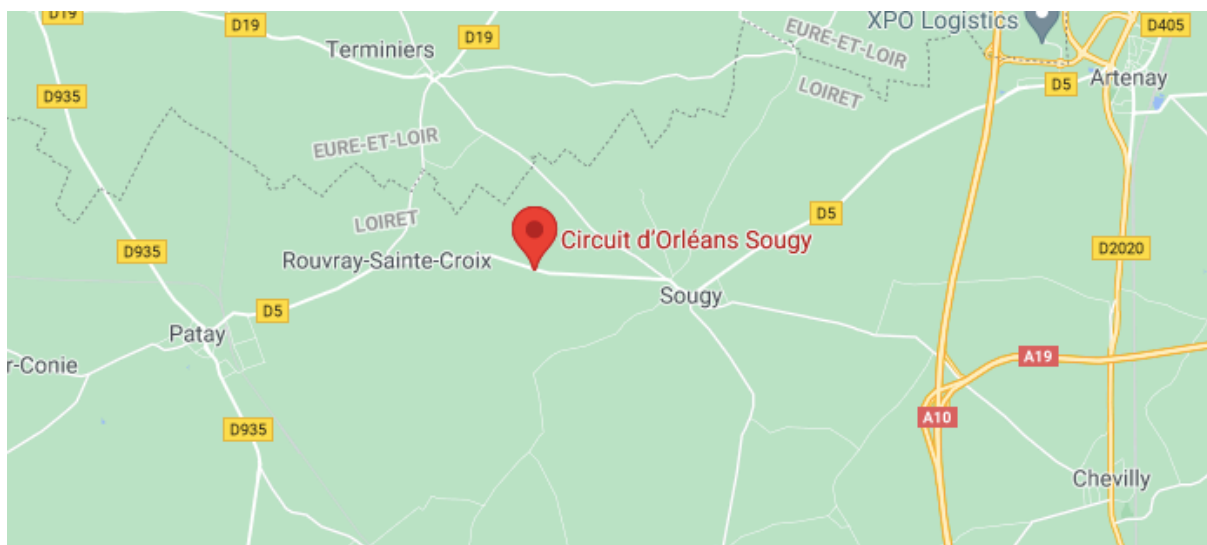 D19
D19
D19
XPO Logistics
D405
Terminiers
EURE-ET-LOIR
D935
D5
Artenay
LOIRET
EURE-ET-LOIR
LOIRET
D5
D935
Circuit d'Orléans Sougy
D2020
Rouvray-Sainte-Croix
Sougy
D5
Patay
r-Conie
A19
D935
A10
Chevilly